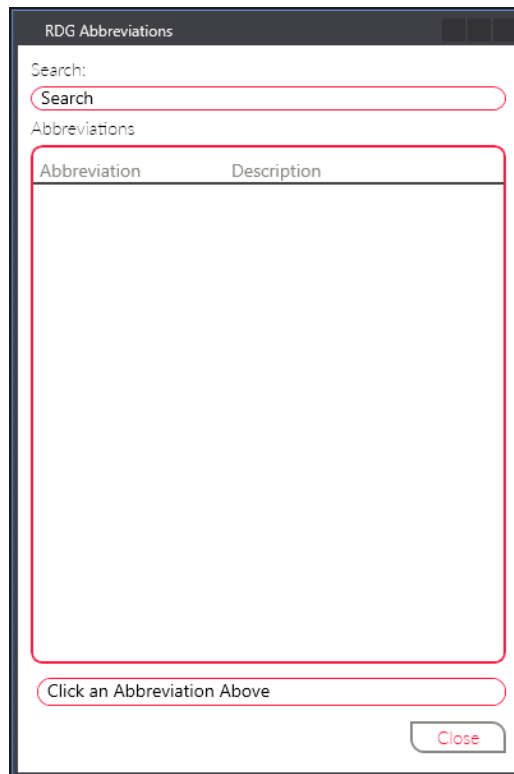 RDG Abbreviations
Search:
Search
Abbreviations
Abbreviation Description
Click an Abbreviation Above
Close